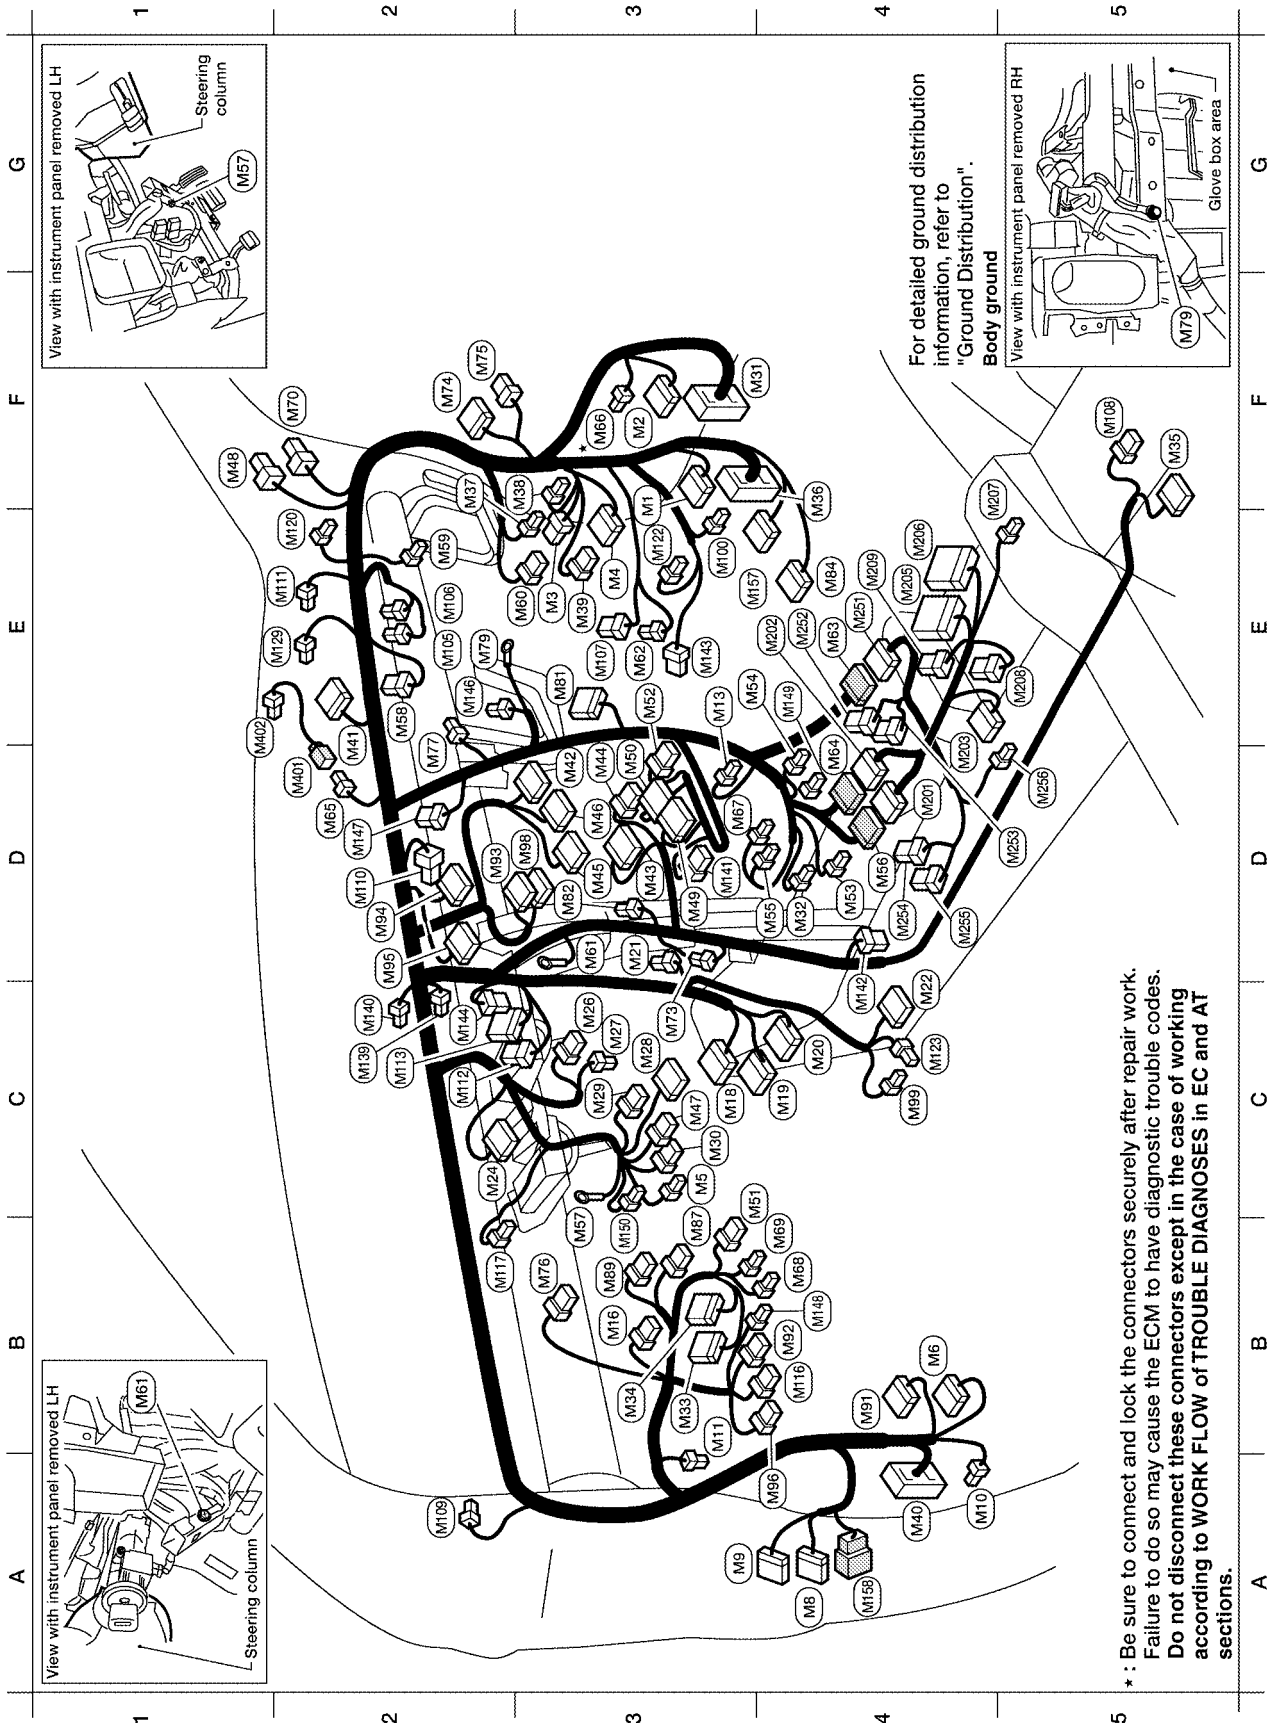 A
B
C
D
E
F
G
1
2
3
4
5
View with instrument panel removed LH
M61
Steering column
View with instrument panel removed LH
Steering
column
M57
M109
M117
M24
M112
M113
M139
M140
M144
M95
M94
M110
M147
M65
M401
M402
M41
M129
M111
M120
M48
M70
M77
M58
M146
M105
M106
M59
M93
M98
M82
M79
M81
M42
M44
M50
M52
M46
M45
M43
M49
M141
M67
M13
M54
M149
M64
M63
M252
M202
M251
M205
M209
M206
M207
M74
M75
M66
★
M2
M31
M37
M38
M60
M3
M39
M4
M1
M122
M100
M107
M62
M143
M157
M84
M36
M76
M57
M150
M5
M30
M47
M29
M28
M27
M26
M61
M21
M73
M18
M19
M20
M22
M142
M99
M123
M16
M89
M87
M51
M69
M68
M148
M92
M116
M34
M33
M11
M96
M91
M6
M40
M10
M9
M8
M158
M55
M32
M53
M56
M254
M255
M201
M253
M203
M256
M208
M108
M35
For detailed ground distribution
information, refer to
"Ground Distribution".
Body ground
View with instrument panel removed RH
M79
Glove box area
★ : Be sure to connect and lock the connectors securely after repair work.
Failure to do so may cause the ECM to have diagnostic trouble codes.
Do not disconnect these connectors except in the case of working
according to WORK FLOW of TROUBLE DIAGNOSES in EC and AT
sections.
A
B
C
D
E
F
G
1
2
3
4
5